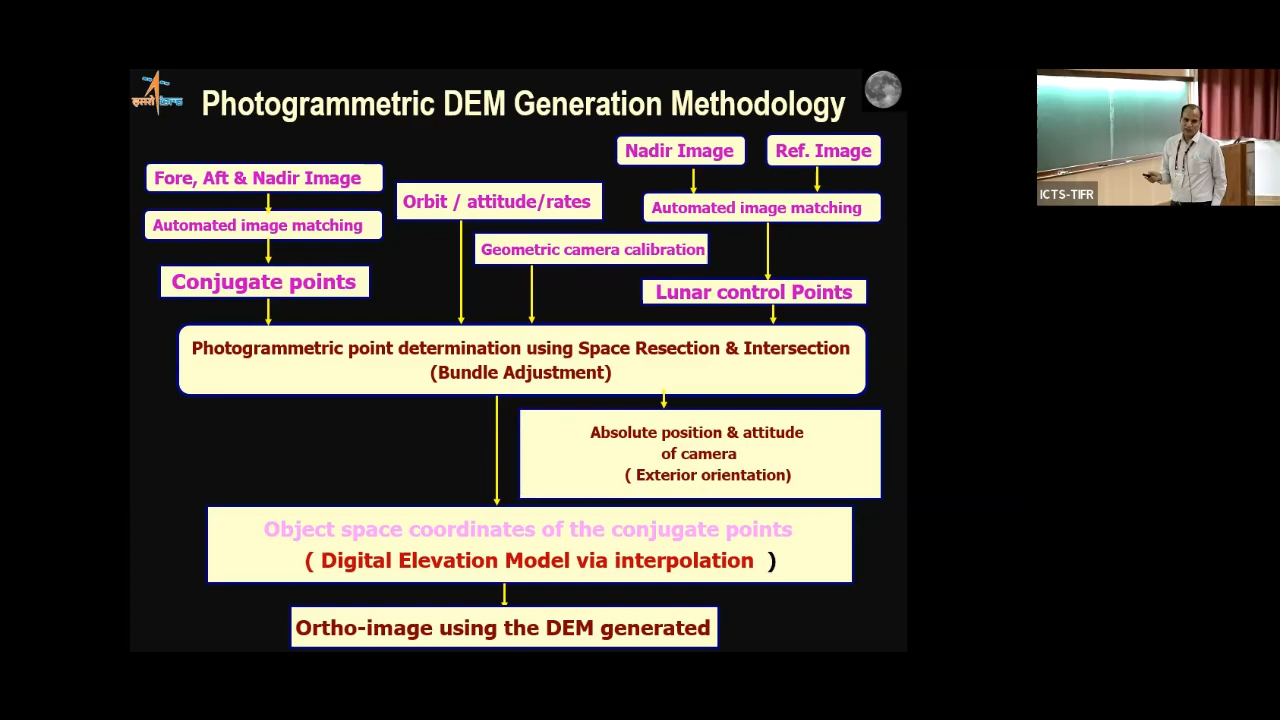 इसरो isro
Photogrammetric DEM Generation Methodology
Fore, Aft & Nadir Image
Automated image matching
Conjugate points
Orbit / attitude/rates
Geometric camera calibration
Nadir Image
Ref. Image
Automated image matching
Lunar control Points
Photogrammetric point determination using Space Resection & Intersection
(Bundle Adjustment)
Absolute position & attitude
of camera
( Exterior orientation)
Object space coordinates of the conjugate points
( Digital Elevation Model via interpolation )
Ortho-image using the DEM generated
ICTS-TIFR